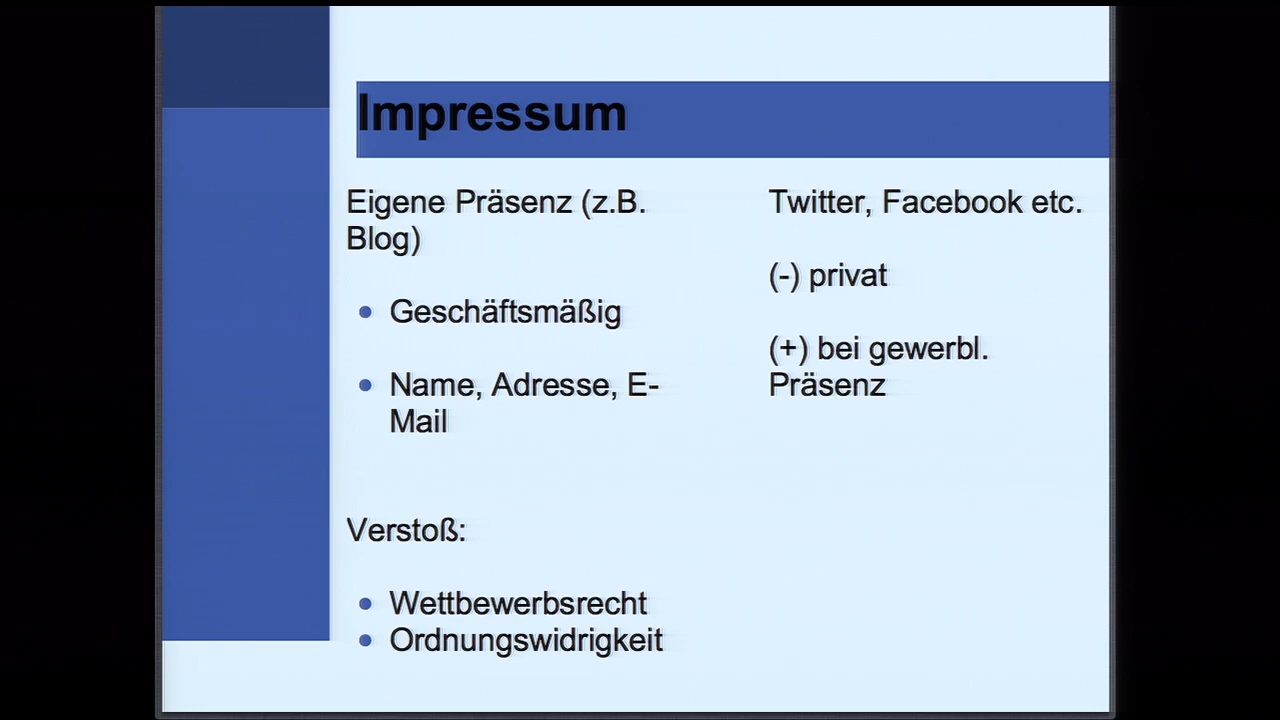 Impressum
Eigene Präsenz (z.B.
Blog)
Geschäftsmäßig
Name, Adresse, E-
Mail
Verstoß:
Wettbewerbsrecht
Ordnungswidrigkeit
Twitter, Facebook etc.
(-) privat
(+) bei gewerbl.
Präsenz